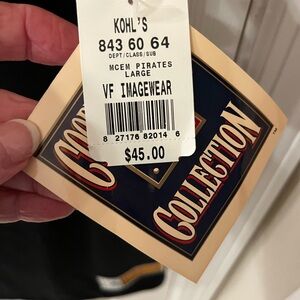 KOHL'S
843 60 64
DEPT/CLASS/SUB
MCEM PIRATES
LARGE
VF IMAGEWEAR
8 27176 82014 6
$45.00
COLLECTION